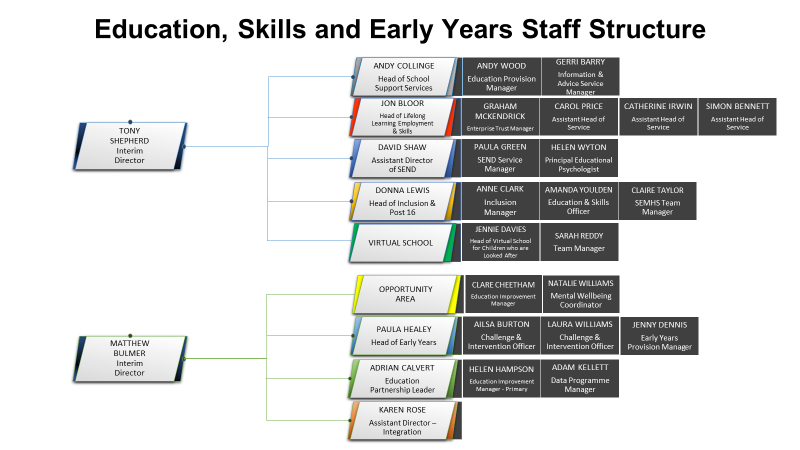 Education, Skills and Early Years Staff Structure
TONY
SHEPHERD
Interim
Director
ANDY COLLINGE
Head of School
Support Services
ANDY WOOD
Education Provision
Manager
GERRI BARRY
Information &
Advice Service
Manager
JON BLOOR
Head of Lifelong
Learning Employment
& Skills
GRAHAM
MCKENDRICK
Enterprise Trust Manager
CAROL PRICE
Assistant Head of
Service
CATHERINE IRWIN
Assistant Head of
Service
SIMON BENNETT
Assistant Head of
Service
DAVID SHAW
Assistant Director
of SEND
PAULA GREEN
SEND Service
Manager
HELEN WYTON
Principal Educational
Psychologist
DONNA LEWIS
Head of Inclusion &
Post 16
ANNE CLARK
Inclusion
Manager
AMANDA YOULDEN
Education & Skills
Officer
CLAIRE TAYLOR
SEMHS Team
Manager
VIRTUAL SCHOOL
JENNIE DAVIES
Head of Virtual School
for Children who are
Looked After
SARAH REDDY
Team Manager
MATTHEW
BULMER
Interim
Director
OPPORTUNITY
AREA
CLARE CHEETHAM
Education Improvement
Manager
NATALIE WILLIAMS
Mental Wellbeing
Coordinator
PAULA HEALEY
Head of Early Years
AILSA BURTON
Challenge &
Intervention Officer
LAURA WILLIAMS
Challenge &
Intervention Officer
JENNY DENNIS
Early Years
Provision Manager
ADRIAN CALVERT
Education
Partnership Leader
HELEN HAMPSON
Education Improvement
Manager - Primary
ADAM KELLETT
Data Programme
Manager
KAREN ROSE
Assistant Director –
Integration